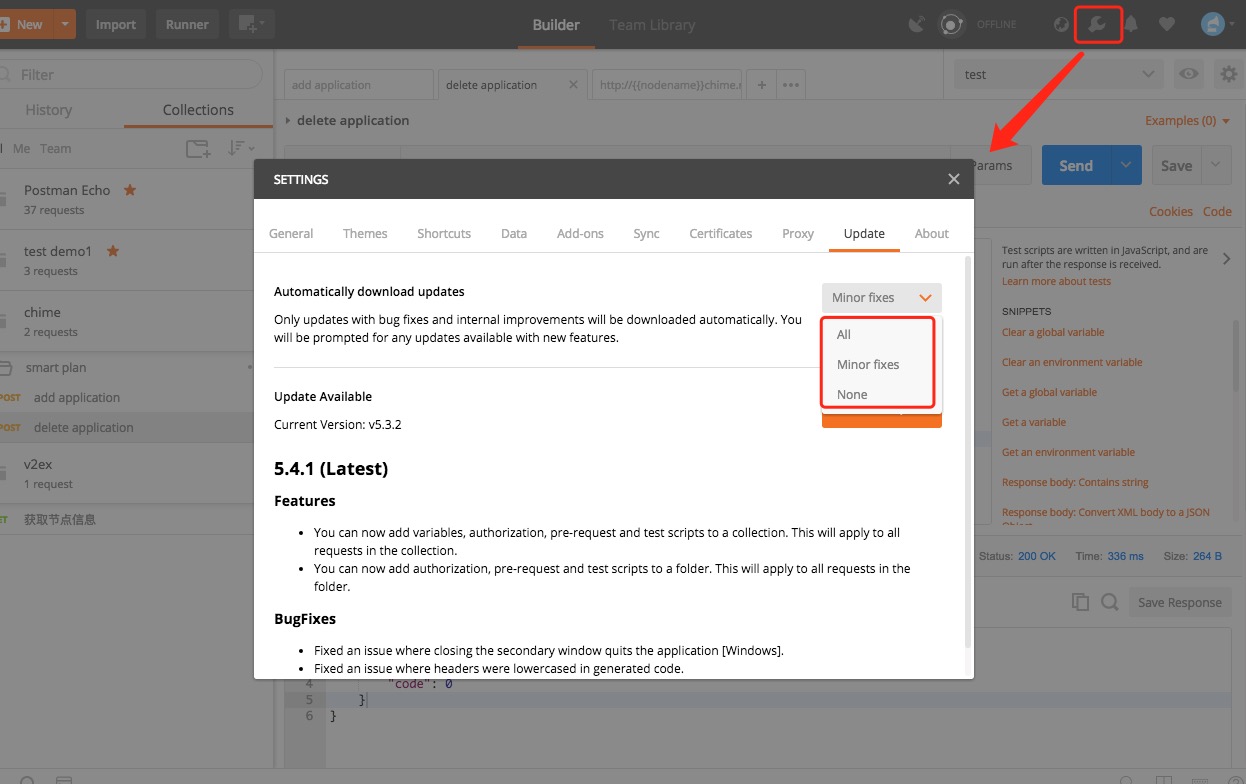 New
Import
Runner
Builder
Team Library
OFFLINE
Filter
History
Collections
Me
Team
Postman Echo
37 requests
test demo1
3 requests
chime
2 requests
smart plan
POST add application
POST delete application
v2ex
1 request
获取节点信息
add application
delete application
http://{{nodename}}chime.
test
delete application
Examples (0)
Params
Send
Save
Cookies
Code
SETTINGS
General
Themes
Shortcuts
Data
Add-ons
Sync
Certificates
Proxy
Update
About
Automatically download updates
Only updates with bug fixes and internal improvements will be downloaded automatically. You
will be prompted for any updates available with new features.
Minor fixes
All
Minor fixes
None
Update Available
Current Version: v5.3.2
5.4.1 (Latest)
Features
• You can now add variables, authorization, pre-request and test scripts to a collection. This will apply to all
requests in the collection.
• You can now add authorization, pre-request and test scripts to a folder. This will apply to all requests in the
folder.
BugFixes
• Fixed an issue where closing the secondary window quits the application [Windows].
• Fixed an issue where headers were lowercased in generated code.
Test scripts are written in JavaScript, and are
run after the response is received.
Learn more about tests
SNIPPETS
Clear a global variable
Clear an environment variable
Get a global variable
Get a variable
Get an environment variable
Response body: Contains string
Response body: Convert XML body to a JSON
Object
Status: 200 OK
Time: 336 ms
Size: 264 B
Save Response
4 "code": 0
5 }
6 }